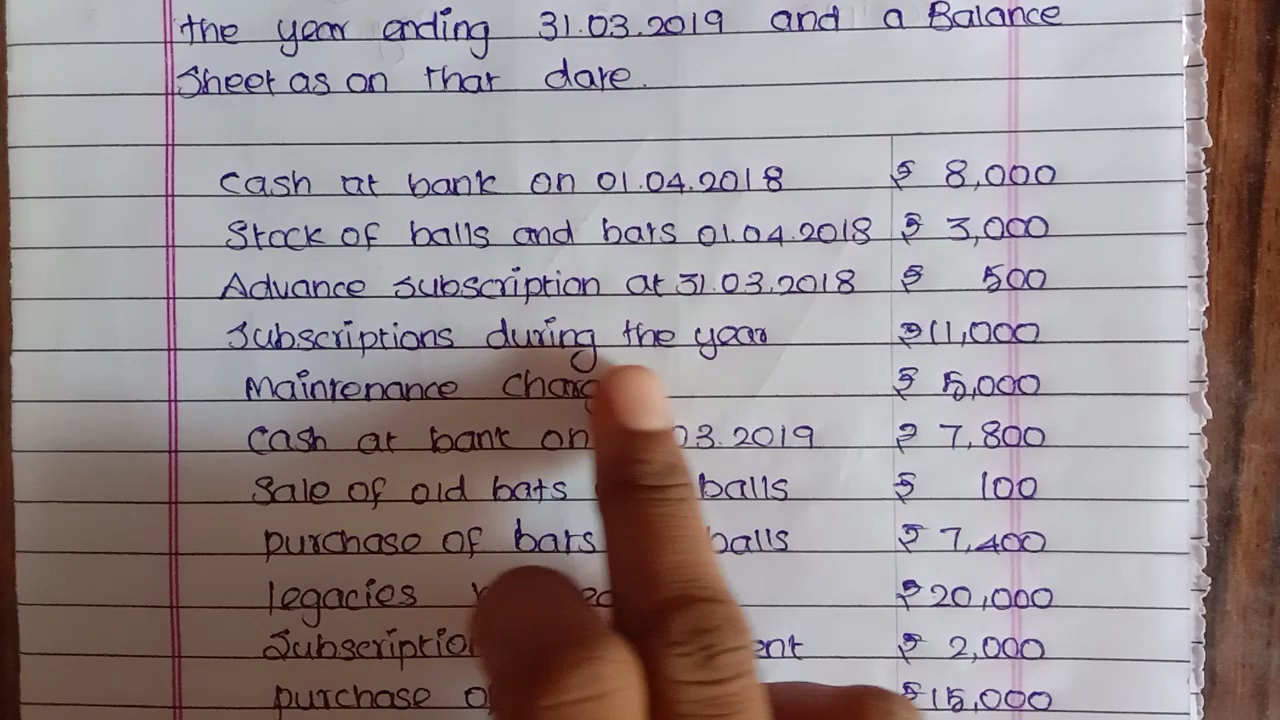 the year ending 31.03.2019 and a Balance
Sheet as on that date.
Cash at bank on 01.04.2018 ₹ 8,000
Stock of balls and bats 01.04.2018 ₹ 3,000
Advance subscription at 31.03.2018 ₹ 500
Subscriptions during the year ₹ 11,000
Maintenance ₹ 5,000
Cash at bank on 03.2019 ₹ 7,800
Sale of old bats balls ₹ 100
purchase of bats balls ₹ 7,400
legacies ₹ 20,000
₹ 2,000
purchase ₹ 15,000